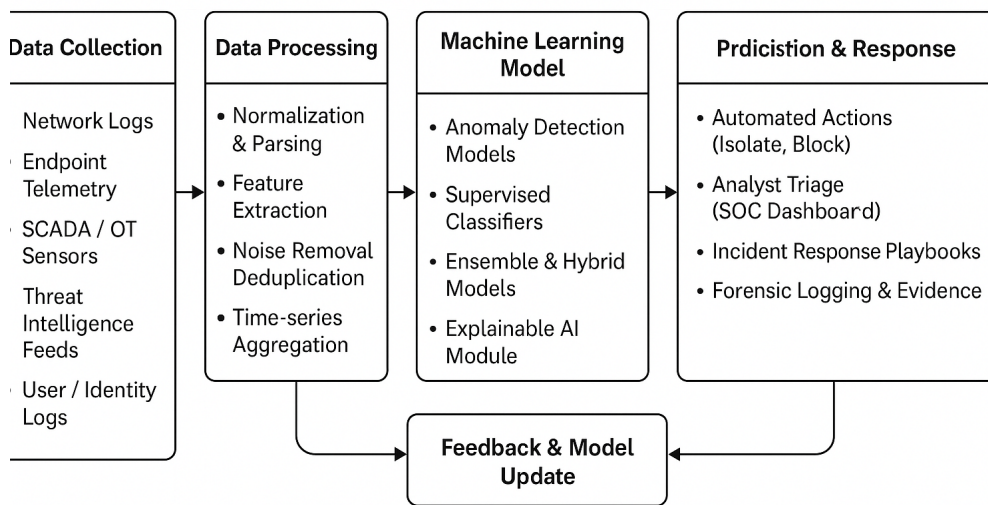 Data Collection
Network Logs
Endpoint
Telemetry
SCADA / OT
Sensors
Threat
Intelligence
Feeds
User / Identity
Logs
Data Processing
• Normalization
& Parsing
• Feature
Extraction
• Noise Removal
Deduplication
• Time-series
Aggregation
Machine Learning
Model
• Anomaly Detection
Models
• Supervised
Classifiers
• Ensemble & Hybrid
Models
• Explainable AI
Module
Prdicistion & Response
• Automated Actions
(Isolate, Block)
• Analyst Triage
(SOC Dashboard)
• Incident Response Playbooks
• Forensic Logging & Evidence
Feedback & Model
Update